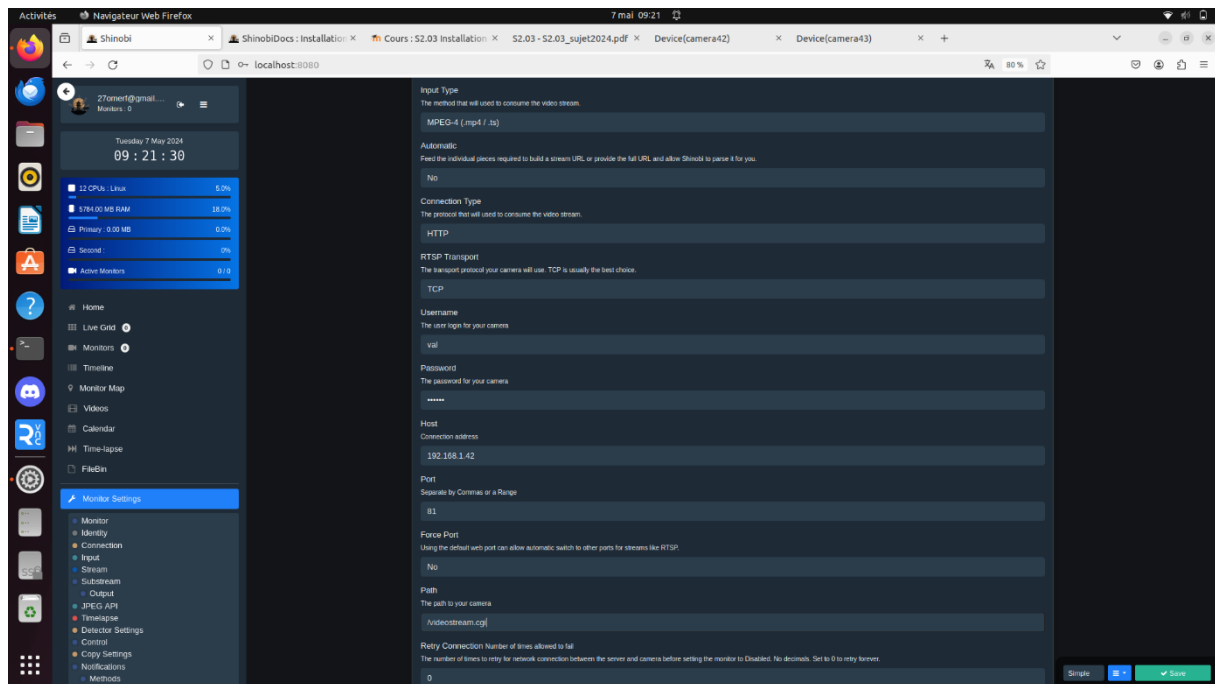 Activités
Navigateur Web Firefox
7 mai 09:21
Shinobi
ShinobiDocs : Installation
Cours : S2.03 Installation
S2.03 - S2.03_sujet2024.pdf
Device(camera42)
Device(camera43)
localhost:8080
80 %
27omerf@gmail....
Monitors : 0
Tuesday 7 May 2024
09 : 21 : 30
12 CPUs : Linux 5.0%
5784.00 MB RAM 18.0%
Primary : 0.00 MB 0.0%
Second : 0%
Active Monitors 0 / 0
Home
Live Grid 0
Monitors 0
Timeline
Monitor Map
Videos
Calendar
Time-lapse
FileBin
Monitor Settings
Monitor
Identity
Connection
Input
Stream
Substream
Output
JPEG API
Timelapse
Detector Settings
Control
Copy Settings
Notifications
Methods
Input Type
The method that will used to consume the video stream.
MPEG-4 (.mp4 / .ts)
Automatic
Feed the individual pieces required to build a stream URL or provide the full URL and allow Shinobi to parse it for you.
No
Connection Type
The protocol that will used to consume the video stream.
HTTP
RTSP Transport
The transport protocol your camera will use. TCP is usually the best choice.
TCP
Username
The user login for your camera
val
Password
The password for your camera
••••••
Host
Connection address
192.168.1.42
Port
Separate by Commas or a Range
81
Force Port
Using the default web port can allow automatic switch to other ports for streams like RTSP.
No
Path
The path to your camera
/videostream.cgi
Retry Connection Number of times allowed to fail
The number of times to retry for network connection between the server and camera before setting the monitor to Disabled. No decimals. Set to 0 to retry forever.
0
Simple
Save